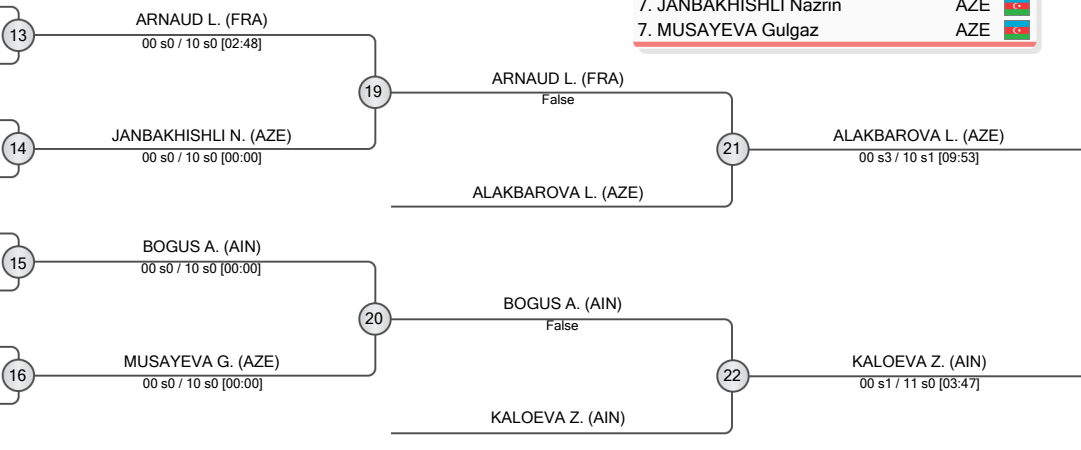 7. JANBAKHISHLI Nazrin AZE
7. MUSAYEVA Gulgaz AZE
13
ARNAUD L. (FRA)
00 s0 / 10 s0 [02:48]
19
ARNAUD L. (FRA)
False
14
JANBAKHISHLI N. (AZE)
00 s0 / 10 s0 [00:00]
21
ALAKBAROVA L. (AZE)
00 s3 / 10 s1 [09:53]
ALAKBAROVA L. (AZE)
15
BOGUS A. (AIN)
00 s0 / 10 s0 [00:00]
20
BOGUS A. (AIN)
False
16
MUSAYEVA G. (AZE)
00 s0 / 10 s0 [00:00]
22
KALOEVA Z. (AIN)
00 s1 / 11 s0 [03:47]
KALOEVA Z. (AIN)